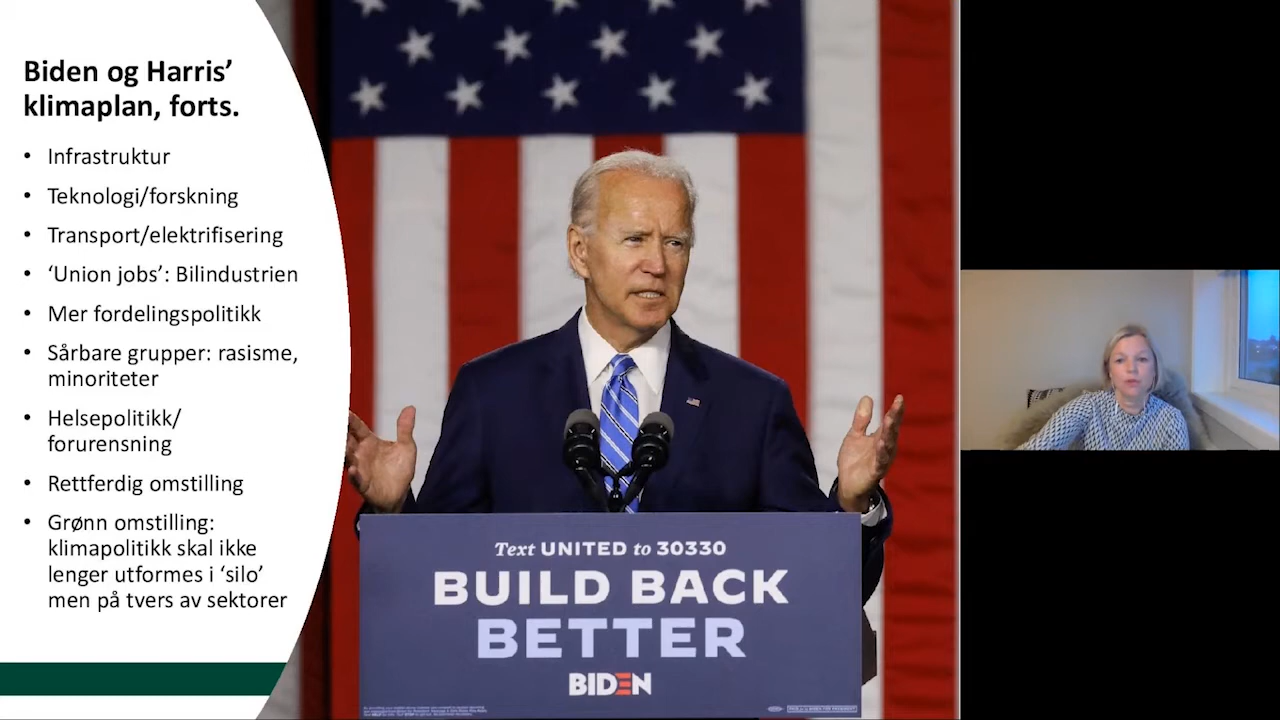 Biden og Harris’
klimaplan, forts.
• Infrastruktur
• Teknologi/forskning
• Transport/elektrifisering
• ‘Union jobs’: Bilindustrien
• Mer fordelingspolitikk
• Sårbare grupper: rasisme,
minoriteter
• Helsepolitikk/
forurensning
• Rettferdig omstilling
• Grønn omstilling:
klimapolitikk skal ikke
lenger utformes i ‘silo’
men på tvers av sektorer
Text UNITED to 30330
BUILD BACK
BETTER
BIDEN